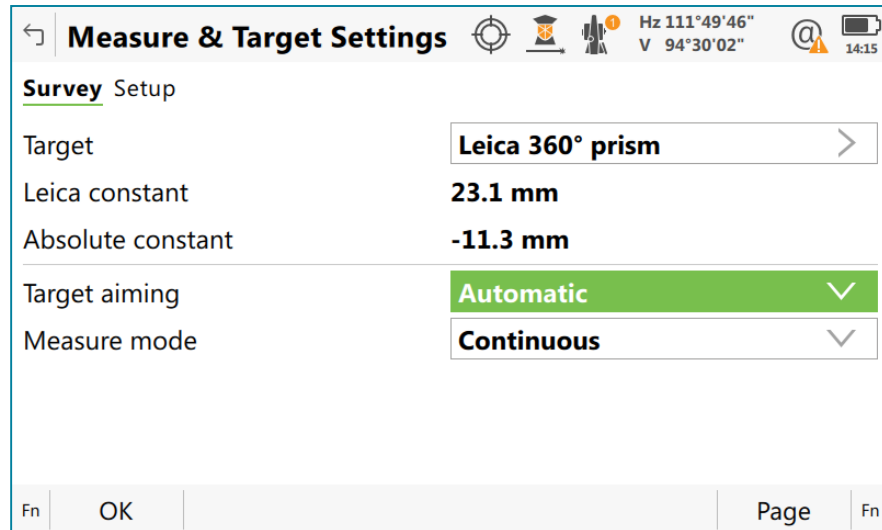 Measure & Target Settings 1 Hz 111°49'46" @ 
V 94°30'02" 14:15
Survey Setup
Target Leica 360° prism
Leica constant 23.1 mm
Absolute constant -11.3 mm
Target aiming Automatic
Measure mode Continuous
Fn OK Page Fn